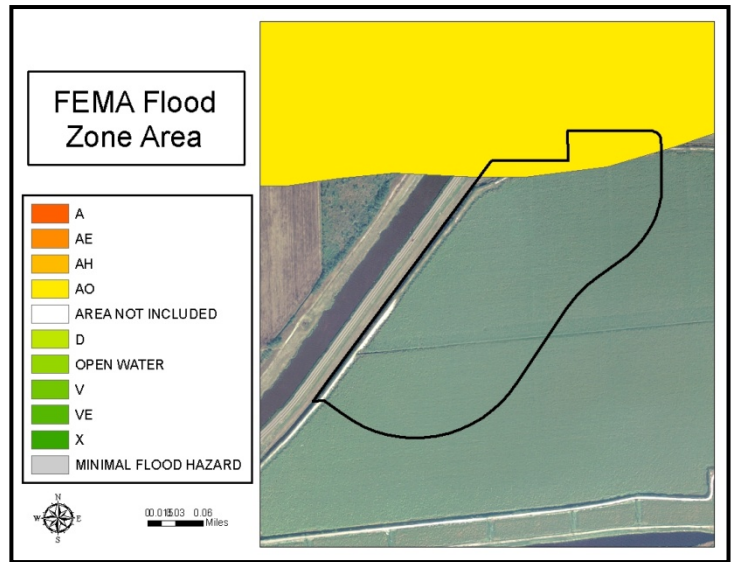 FEMA Flood
Zone Area
A
AE
AH
AO
AREA NOT INCLUDED
D
OPEN WATER
V
VE
X
MINIMAL FLOOD HAZARD
N
W E
S
0.06
Miles